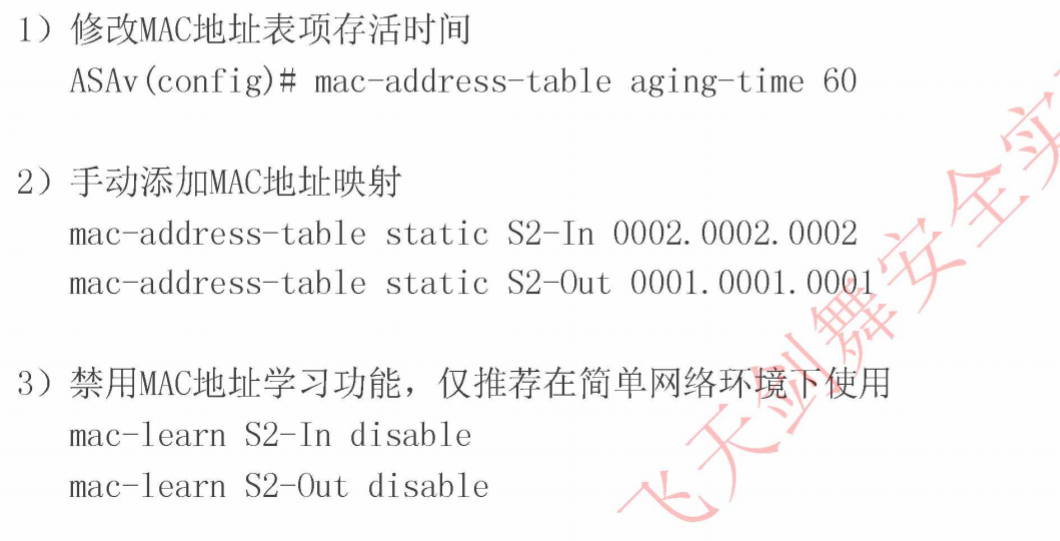 1）修改MAC地址表项存活时间
ASAv(config)# mac-address-table aging-time 60
2）手动添加MAC地址映射
mac-address-table static S2-In 0002.0002.0002
mac-address-table static S2-Out 0001.0001.0001
3）禁用MAC地址学习功能，仅推荐在简单网络环境下使用
mac-learn S2-In disable
mac-learn S2-Out disable
飞天剑舞安全实